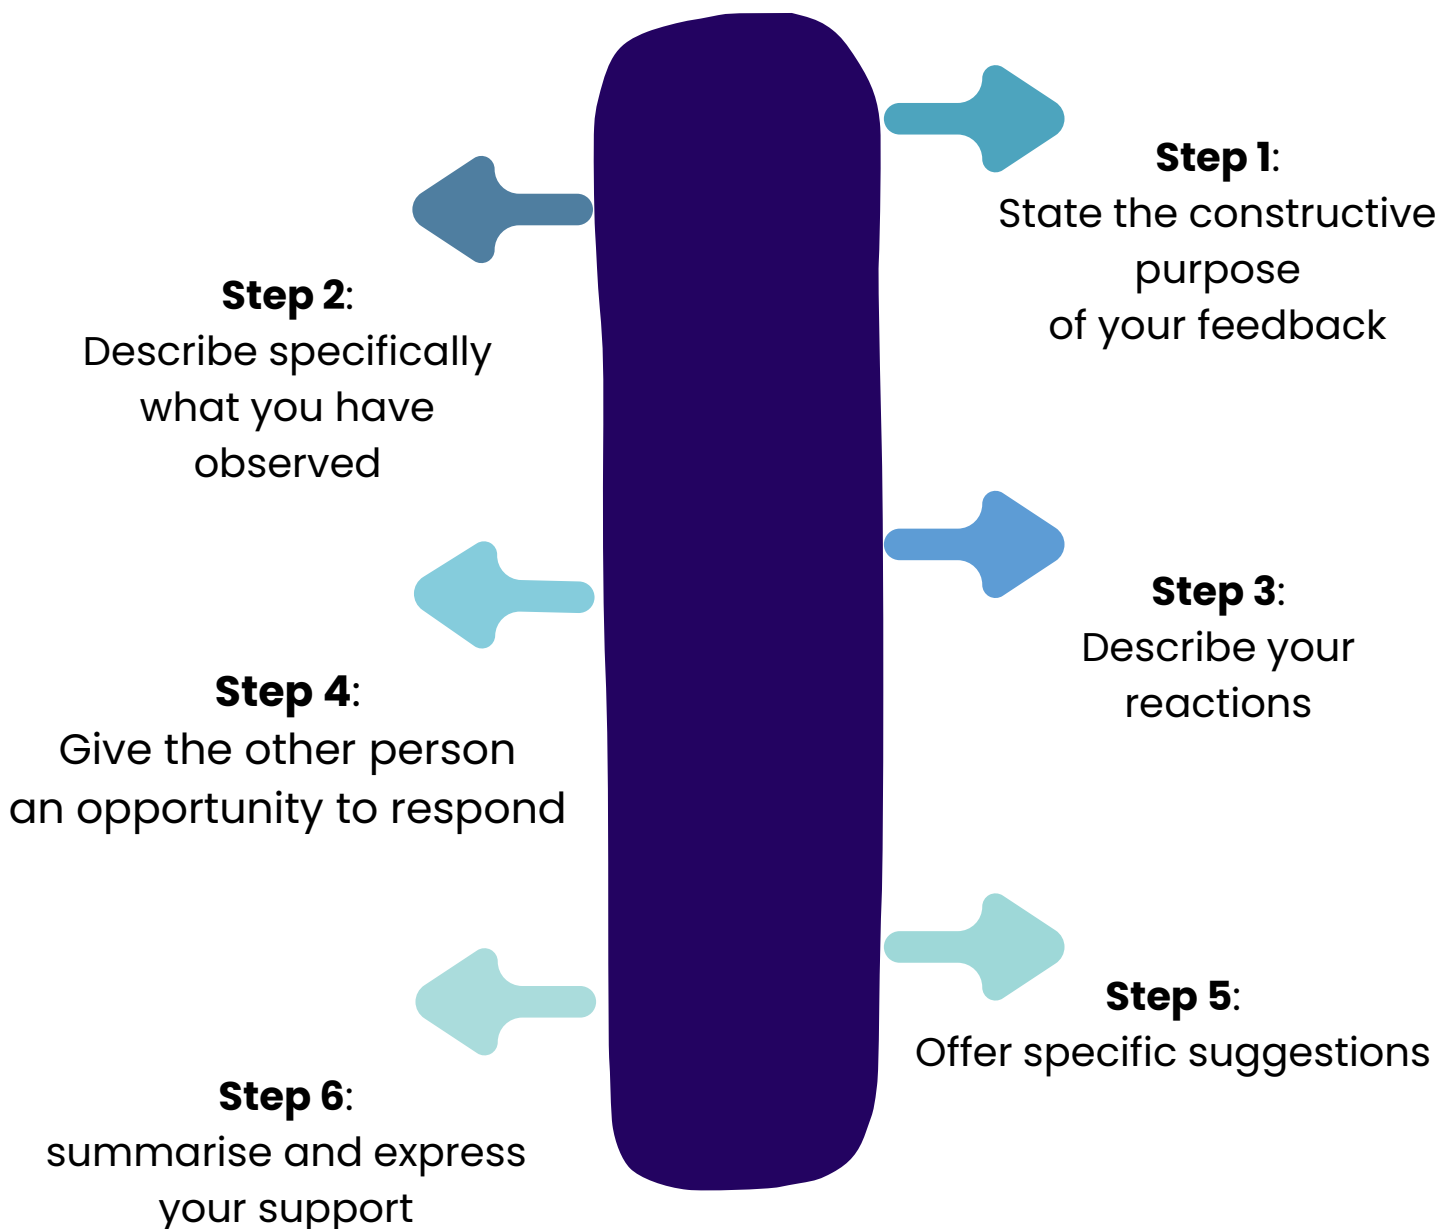 Step 1:
State the constructive
purpose
of your feedback
Step 2:
Describe specifically
what you have
observed
Step 3:
Describe your
reactions
Step 4:
Give the other person
an opportunity to respond
Step 5:
Offer specific suggestions
Step 6:
summarise and express
your support